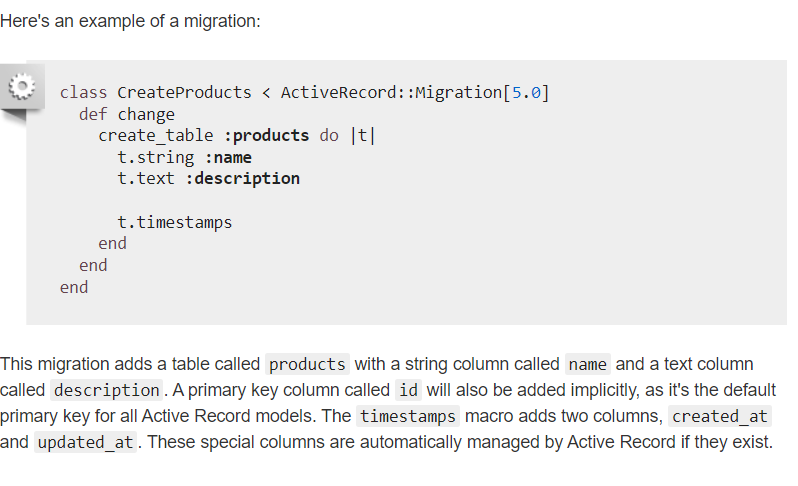 Here's an example of a migration:
class CreateProducts < ActiveRecord::Migration[5.0]
def change
create_table :products do |t|
t.string :name
t.text :description
t.timestamps
end
end
end
This migration adds a table called products with a string column called name and a text column
called description. A primary key column called id will also be added implicitly, as it's the default
primary key for all Active Record models. The timestamps macro adds two columns, created_at
and updated_at. These special columns are automatically managed by Active Record if they exist.